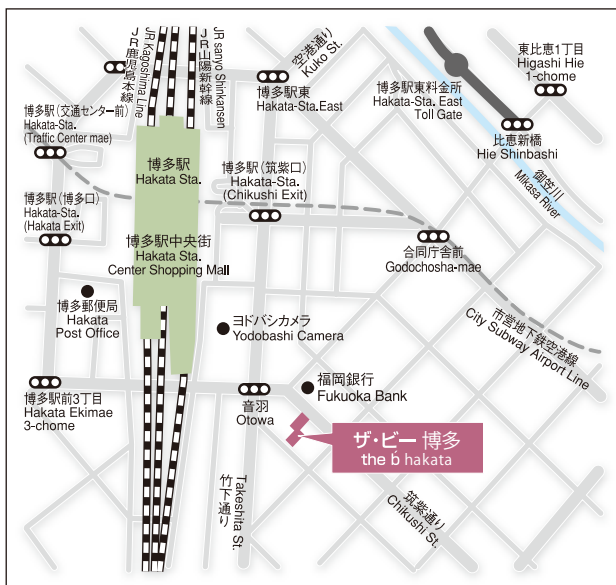 JR鹿児島本線
JR Kagoshima Line
JR山陽新幹線
JR sanyo Shinkansen
空港通り
Kuko St.
博多駅東
Hakata-Sta.East
博多駅東料金所
Hakata-Sta. East
Toll Gate
東比恵1丁目
Higashi Hie
1-chome
比恵新橋
Hie Shinbashi
御笠川
Mikasa River
博多駅(交通センター前)
Hakata-Sta.
(Traffic Center mae)
博多駅
Hakata Sta.
博多駅(筑紫口)
Hakata-Sta.
(Chikushi Exit)
博多駅(博多口)
Hakata-Sta.
(Hakata Exit)
博多駅中央街
Hakata Sta.
Center Shopping Mall
合同庁舎前
Godochosha-mae
市営地下鉄空港線
City Subway Airport Line
博多郵便局
Hakata
Post Office
ヨドバシカメラ
Yodobashi Camera
博多駅前3丁目
Hakata Ekimae
3-chome
音羽
Otowa
福岡銀行
Fukuoka Bank
ザ・ビー 博多
the b hakata
竹下通り
Takeshita St.
筑紫通り
Chikushi St.